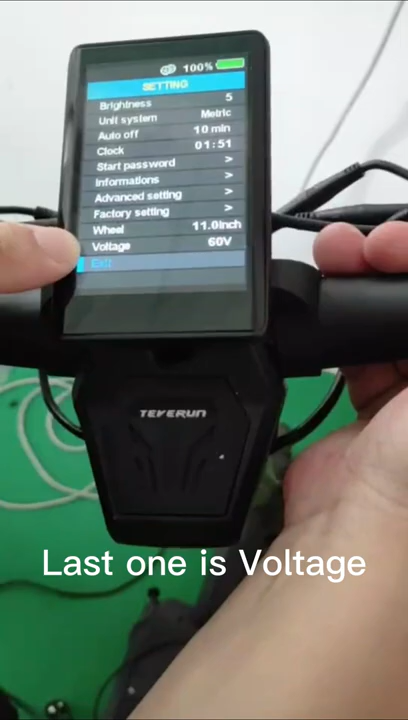 100%
SETTING
Brightness 5
Unit system Metric
Auto off 10 min
Clock 01:51
Start password >
Informations >
Advanced setting >
Factory setting >
Wheel 11.0Inch
Voltage 60V
Exit
TEVERUN
Last one is Voltage